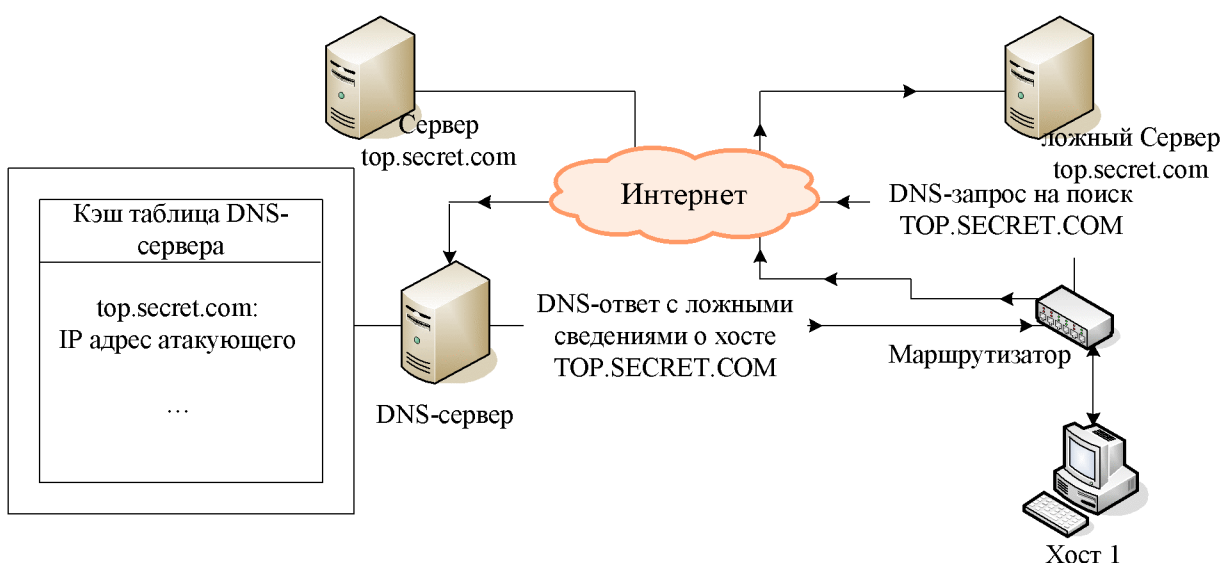 Сервер
top.secret.com
ложный Сервер
top.secret.com
Интернет
DNS-запрос на поиск
TOP.SECRET.COM
Кэш таблица DNS-
сервера
top.secret.com:
IP адрес атакующего
…
DNS-ответ с ложными
сведениями о хосте
TOP.SECRET.COM
Маршрутизатор
DNS-сервер
Хост 1